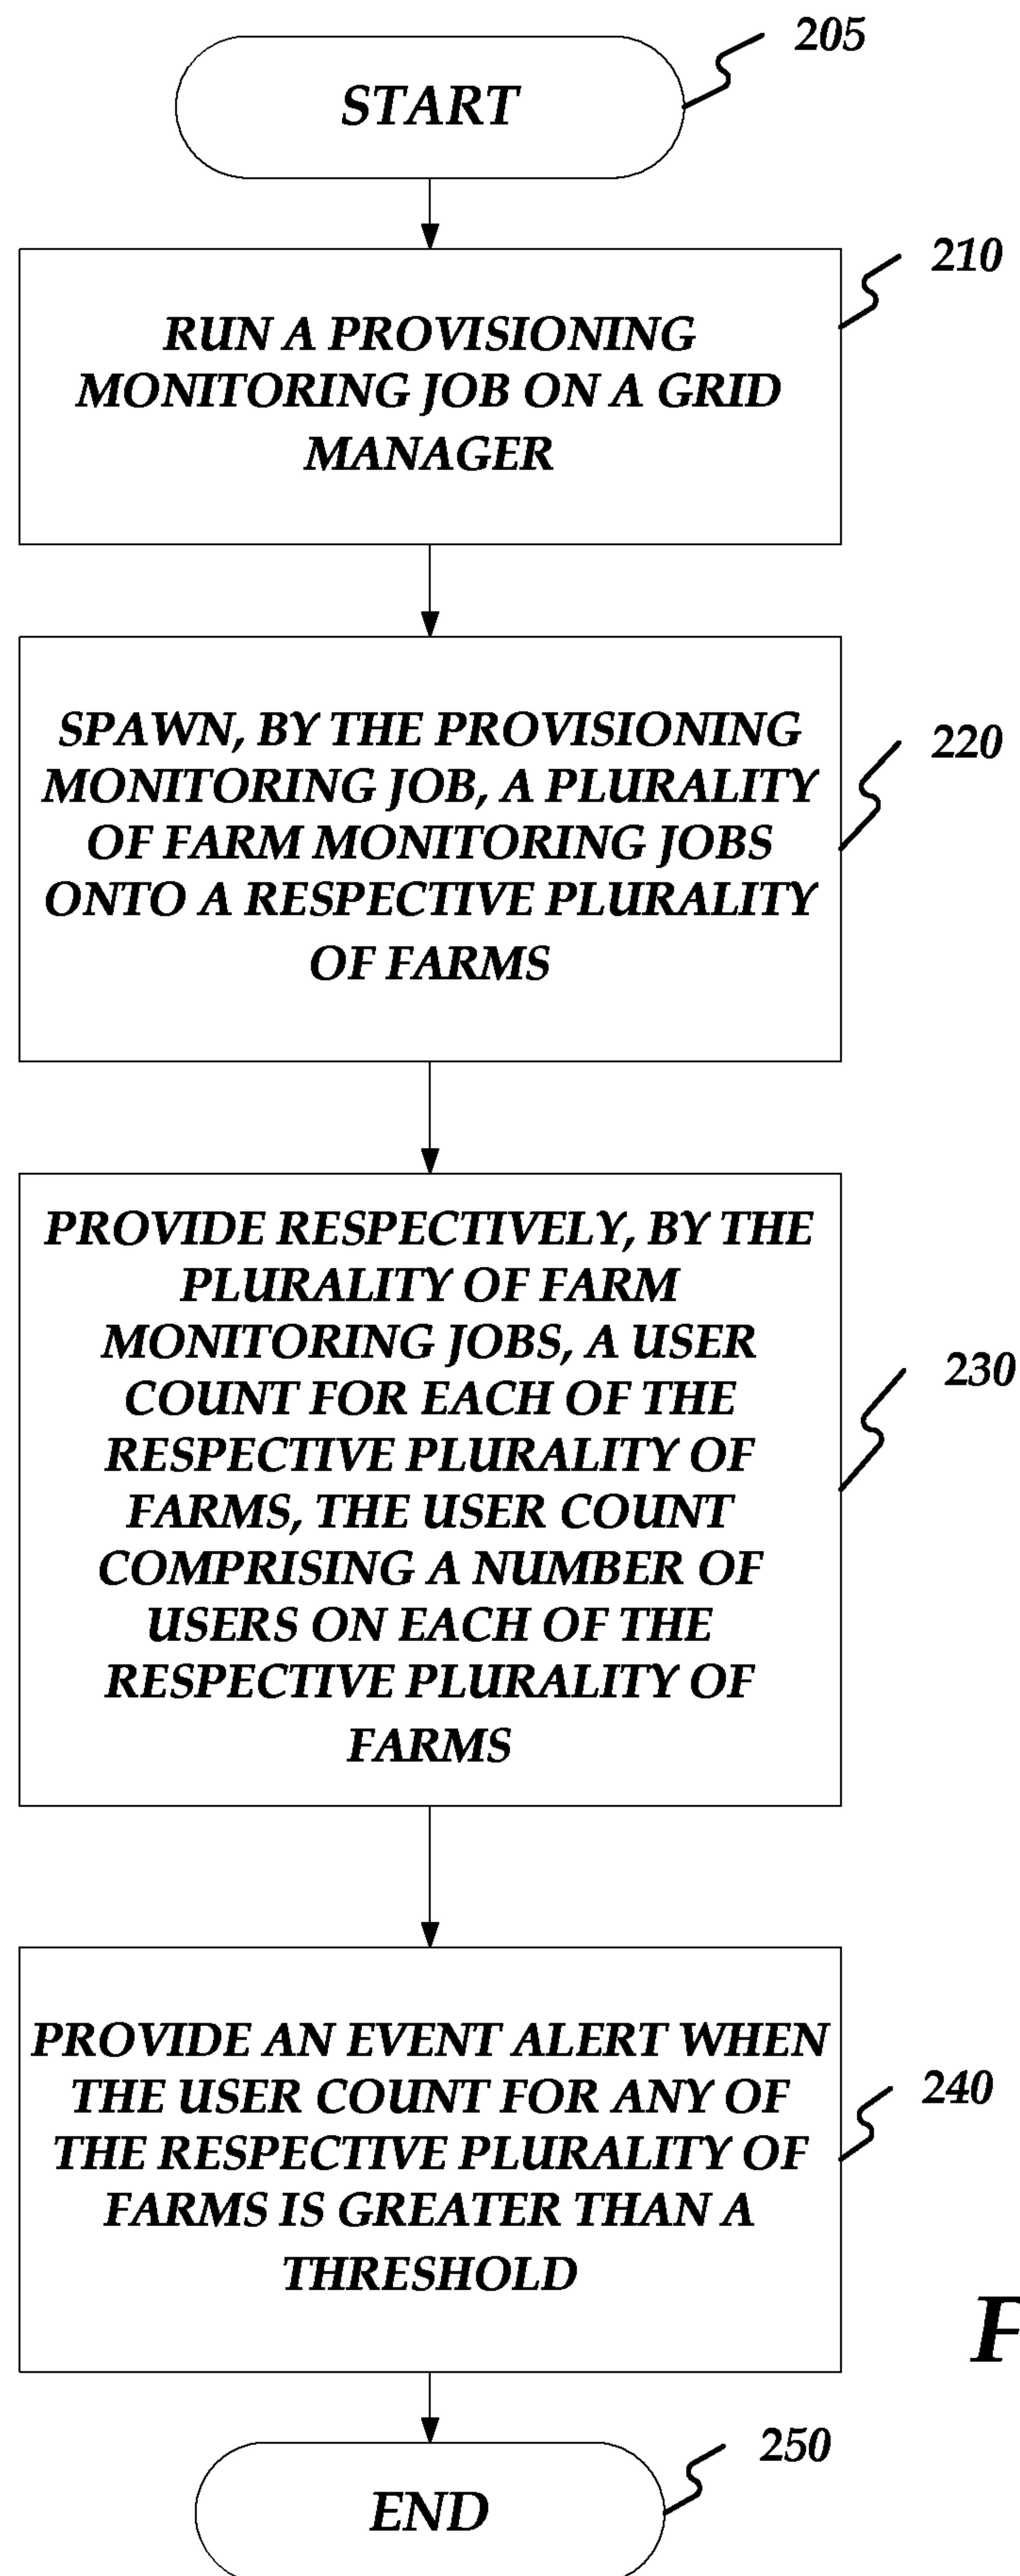 START
205
RUN A PROVISIONING
MONITORING JOB ON A GRID
MANAGER
210
SPAWN, BY THE PROVISIONING
MONITORING JOB, A PLURALITY
OF FARM MONITORING JOBS
ONTO A RESPECTIVE PLURALITY
OF FARMS
220
PROVIDE RESPECTIVELY, BY THE
PLURALITY OF FARM
MONITORING JOBS, A USER
COUNT FOR EACH OF THE
RESPECTIVE PLURALITY OF
FARMS, THE USER COUNT
COMPRISING A NUMBER OF
USERS ON EACH OF THE
RESPECTIVE PLURALITY OF
FARMS
230
PROVIDE AN EVENT ALERT WHEN
THE USER COUNT FOR ANY OF
THE RESPECTIVE PLURALITY OF
FARMS IS GREATER THAN A
THRESHOLD
240
F
END
250